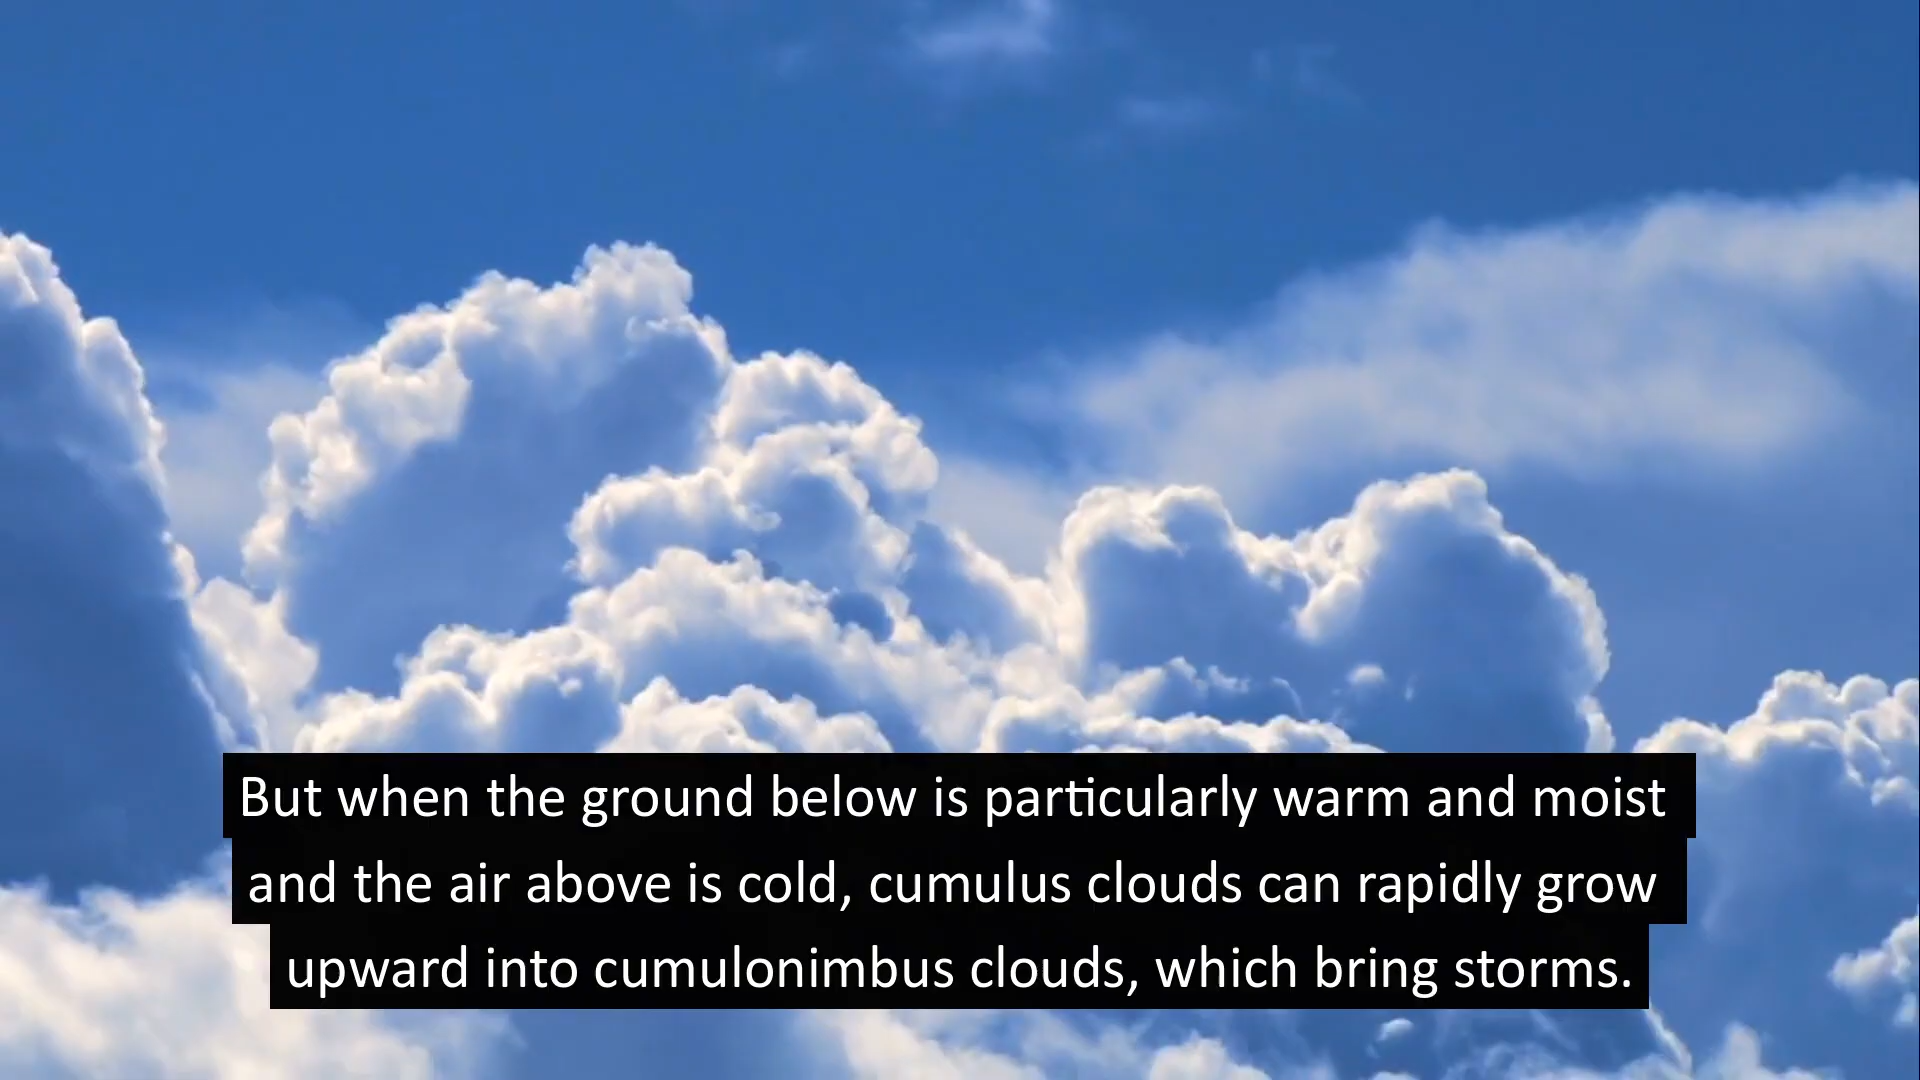 But when the ground below is particularly warm and moist
and the air above is cold, cumulus clouds can rapidly grow
upward into cumulonimbus clouds, which bring storms.